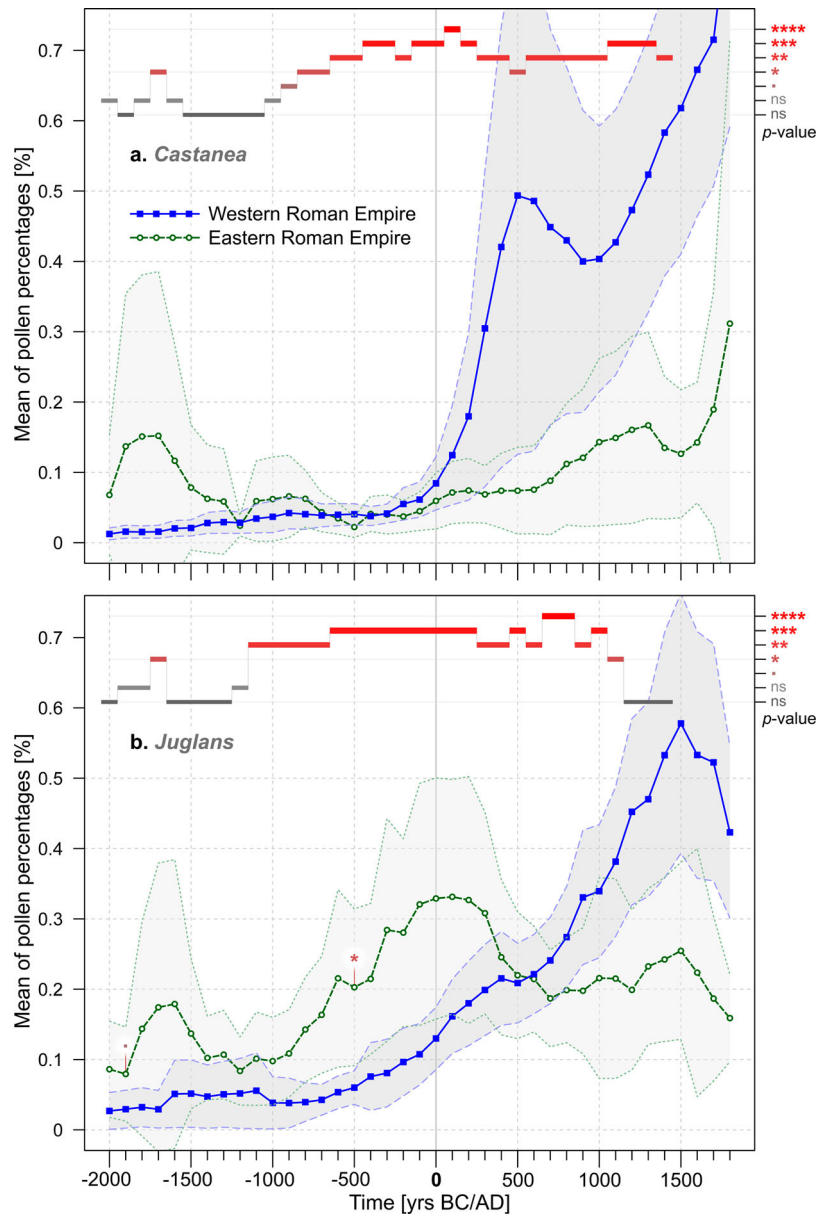 Mean of pollen percentages [%]
0.7
0.6
0.5
0.4
0.3
0.2
0.1
0
****
***
**
*
.
ns
ns
p-value
a. Castanea
Western Roman Empire
Eastern Roman Empire
Mean of pollen percentages [%]
0.7
0.6
0.5
0.4
0.3
0.2
0.1
0
****
***
**
*
.
ns
ns
p-value
b. Juglans
*
.
-2000 -1500 -1000 -500 0 500 1000 1500
Time [yrs BC/AD]